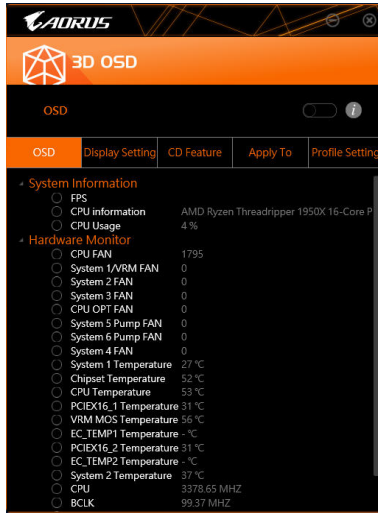 AORUS
3D OSD
OSD
OSD Display Setting CD Feature Apply To Profile Setting
System Information
FPS
CPU information AMD Ryzen Threadripper 1950X 16-Core P
CPU Usage 4 %
Hardware Monitor
CPU FAN 1795
System 1/VRM FAN 0
System 2 FAN 0
System 3 FAN 0
CPU OPT FAN 0
System 5 Pump FAN 0
System 6 Pump FAN 0
System 4 FAN 0
System 1 Temperature 27 ℃
Chipset Temperature 52 ℃
CPU Temperature 53 ℃
PCIEX16_1 Temperature 31 ℃
VRM MOS Temperature 56 ℃
EC_TEMP1 Temperature - ℃
PCIEX16_2 Temperature 31 ℃
EC_TEMP2 Temperature - ℃
System 2 Temperature 37 ℃
CPU 3378.65 MHZ
BCLK 99.37 MHZ